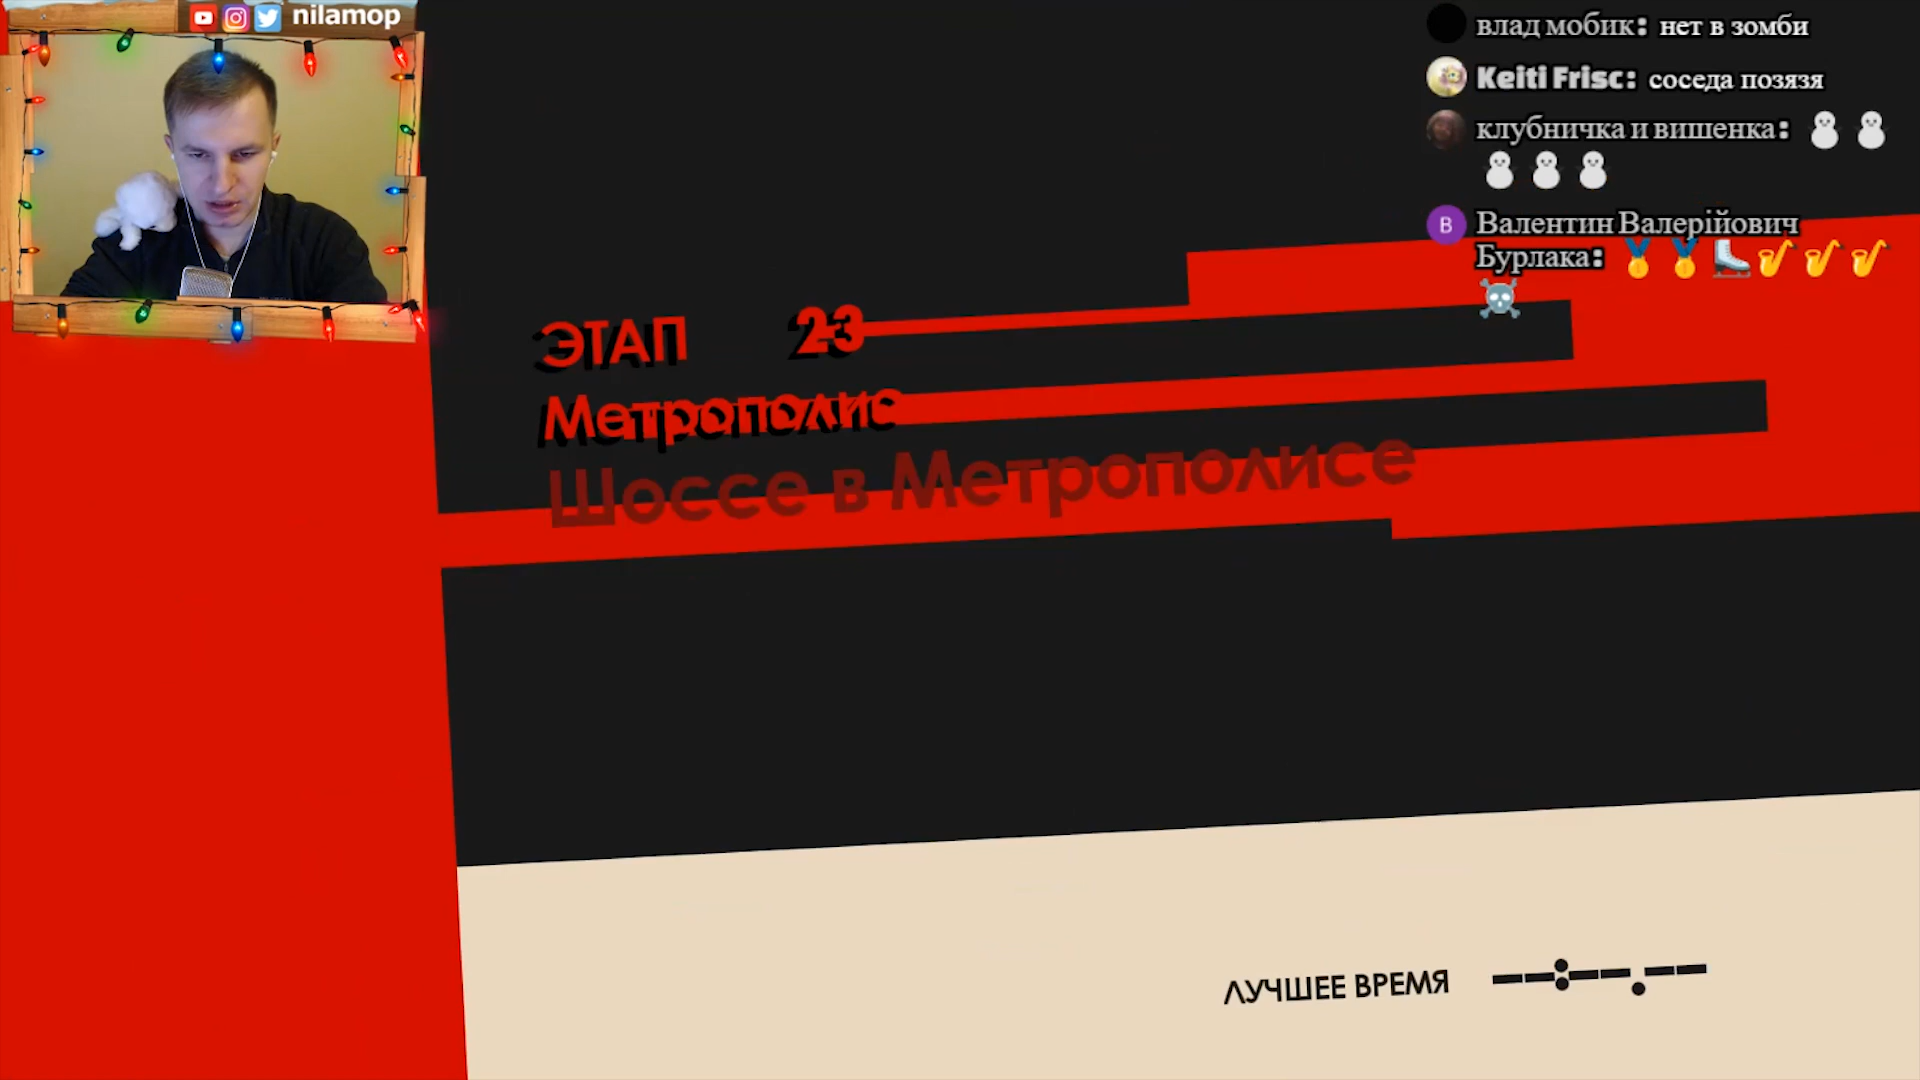 nilamop
влад мобик: нет в зомби
Keiti Frisc: соседа позязя
клубничка и вишенка:
В
Валентин Валерійович
Бурлака:
ЭТАП 23
Метрополис
Шоссе в Метрополисе
ЛУЧШЕЕ ВРЕМЯ --:--.--